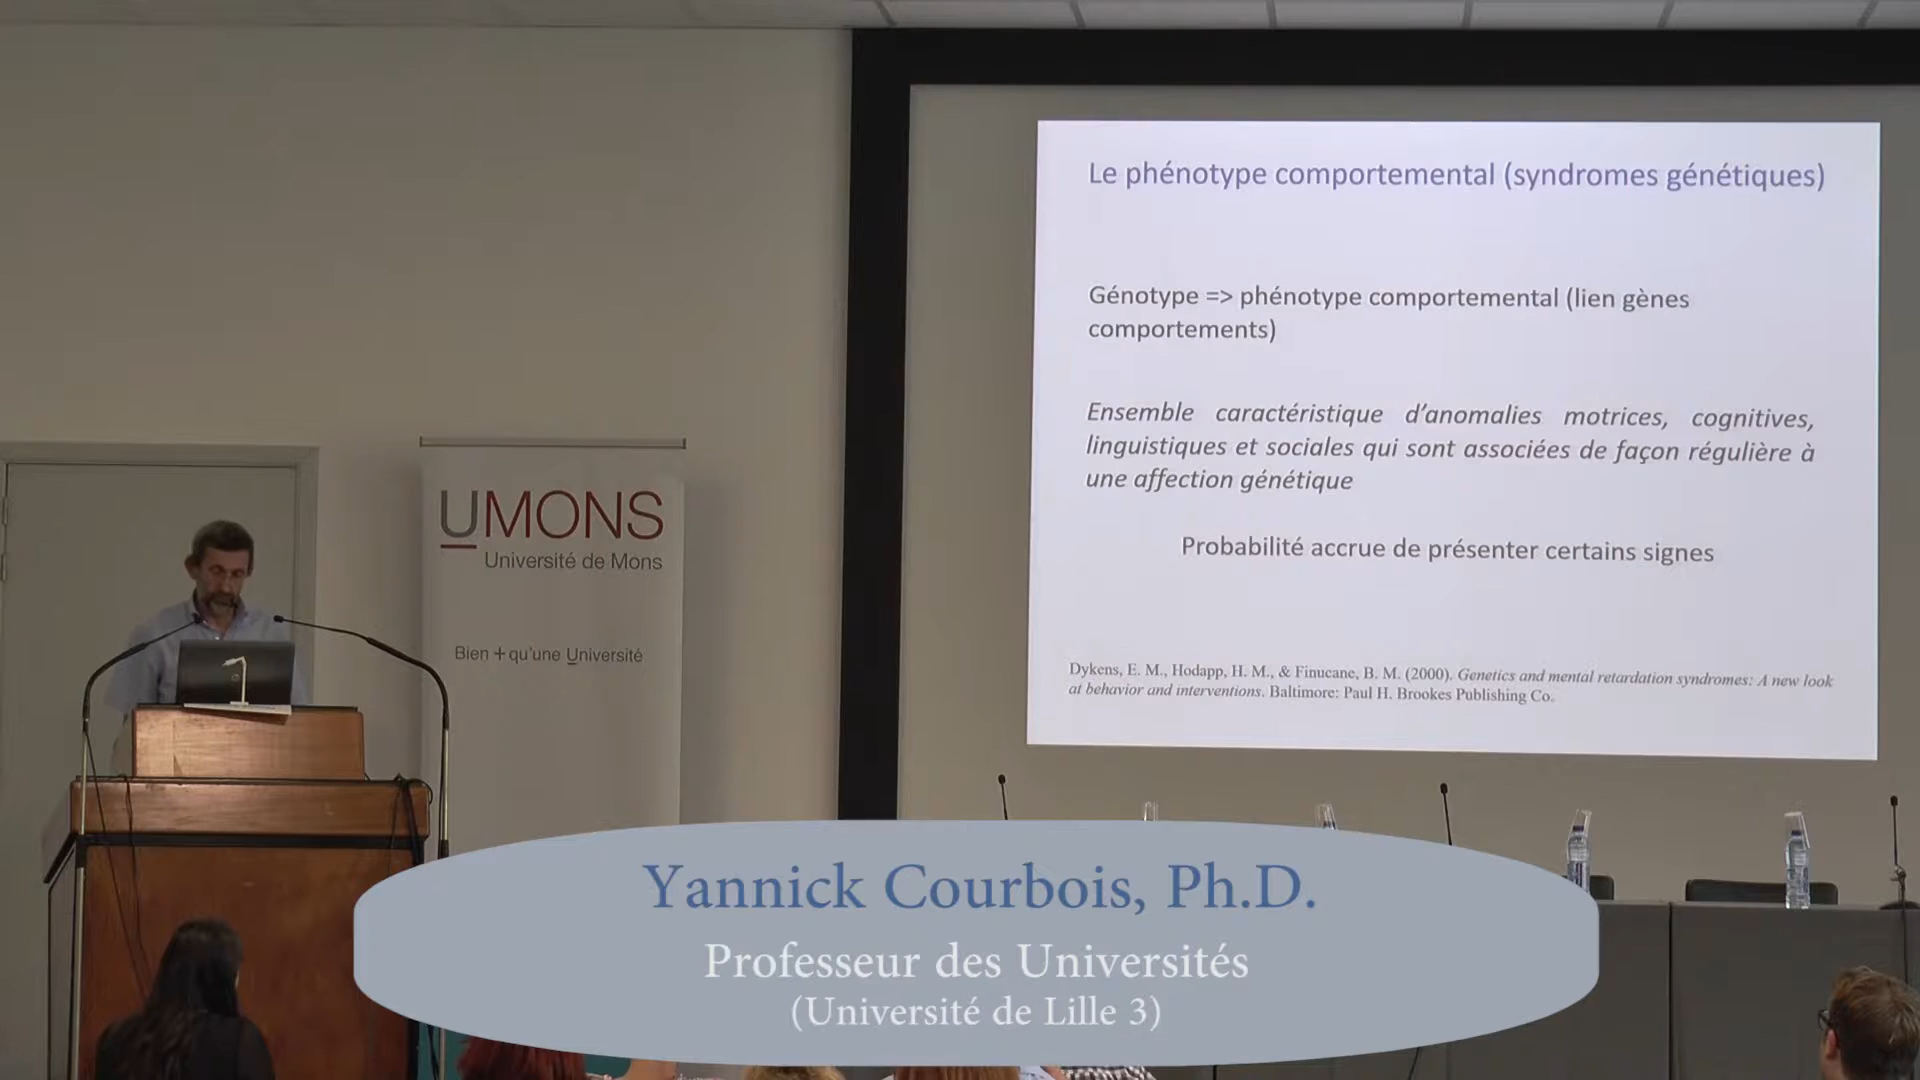 Le phénotype comportemental (syndromes génétiques)
Génotype => phénotype comportemental (lien gènes
comportements)
Ensemble caractéristique d'anomalies motrices, cognitives,
linguistiques et sociales qui sont associées de façon régulière à
une affection génétique
Probabilité accrue de présenter certains signes
Dykens, E. M., Hodapp, H. M., & Finucane, B. M. (2000). Genetics and mental retardation syndromes: A new look
at behavior and interventions. Baltimore: Paul H. Brookes Publishing Co.
UMONS
Université de Mons
Bien + qu'une Université
Yannick Courbois, Ph.D.
Professeur des Universités
(Université de Lille 3)